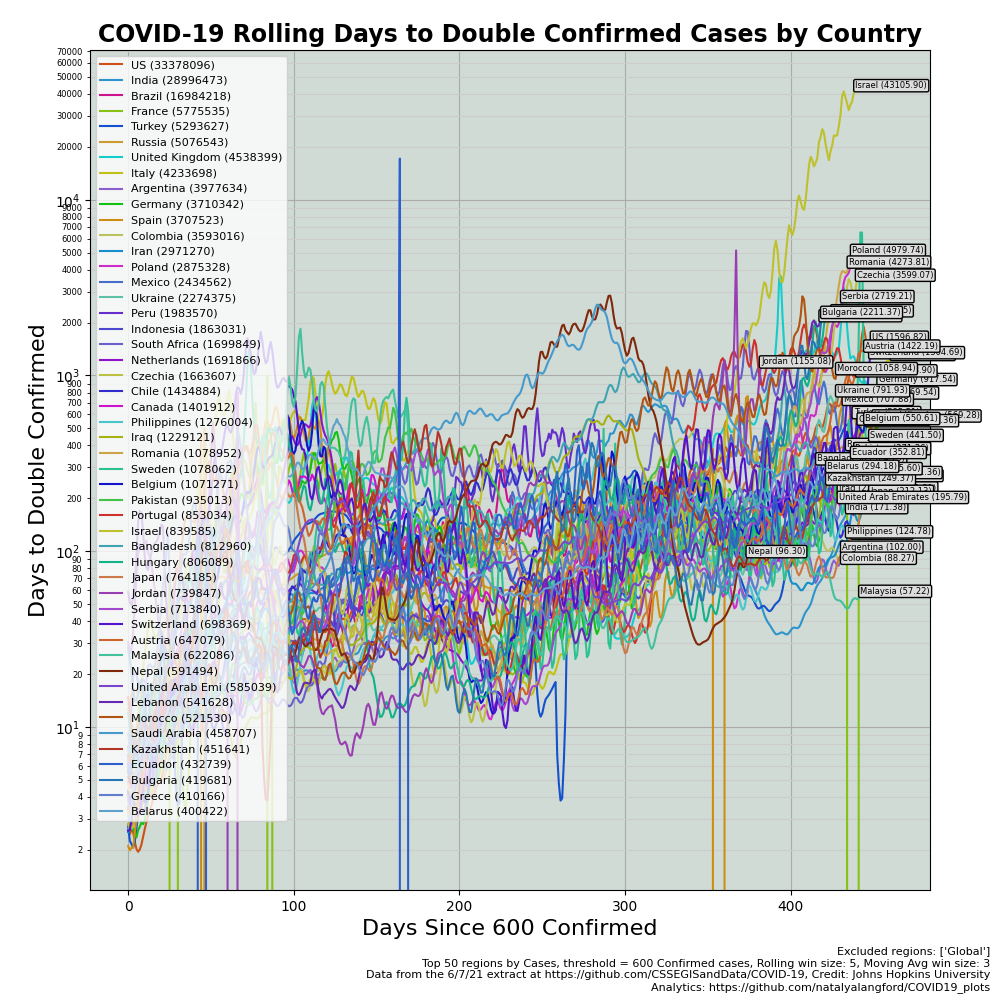 COVID-19 Rolling Days to Double Confirmed Cases by Country
Days to Double Confirmed Cases
70000
60000
50000
40000
30000
20000
10^4
9000
8000
7000
6000
5000
4000
3000
2000
10^3
900
800
700
600
500
400
300
200
10^2
90
80
70
60
50
40
30
20
10^1
9
8
7
6
5
4
3
2
US (33378096)
India (28996473)
Brazil (16984218)
France (5775535)
Turkey (5293627)
Russia (5076543)
United Kingdom (4538399)
Italy (4233698)
Argentina (3977634)
Germany (3710342)
Spain (3707523)
Colombia (3593016)
Iran (2971270)
Poland (2875328)
Mexico (2434562)
Ukraine (2274375)
Peru (1983570)
Indonesia (1863031)
South Africa (1699849)
Netherlands (1691866)
Czechia (1663607)
Chile (1434884)
Canada (1401912)
Philippines (1276004)
Iraq (1229121)
Romania (1078952)
Sweden (1078062)
Belgium (1071271)
Pakistan (935013)
Portugal (853034)
Israel (839585)
Bangladesh (812960)
Hungary (806089)
Japan (764185)
Jordan (739847)
Serbia (713840)
Switzerland (698369)
Austria (647079)
Malaysia (622086)
Nepal (591494)
United Arab Emi (585039)
Lebanon (541628)
Morocco (521530)
Saudi Arabia (458707)
Kazakhstan (451641)
Ecuador (432739)
Bulgaria (419681)
Greece (410166)
Belarus (400422)
Israel (43105.90)
Poland (4979.74)
Romania (4273.81)
Czechia (3599.07)
Serbia (2719.21)
Bulgaria (2211.37)
US (1596.82)
Austria (1422.19)
Jordan (1155.08)
Morocco (1058.94)
Germany (917.54)
Ukraine (791.93)
Mexico (707.88)
Belgium (550.61)
Sweden (441.50)
Ecuador (352.81)
Belarus (294.18)
Kazakhstan (249.37)
United Arab Emirates (195.79)
India (171.38)
Philippines (124.78)
Argentina (102.00)
Nepal (96.30)
Colombia (88.27)
Malaysia (57.22)
0
100
200
300
400
Days Since 600 Confirmed
Excluded regions: ['Global']
Top 50 regions by Cases, threshold = 600 Confirmed cases, Rolling win size: 5, Moving Avg win size: 3
Data from the 6/7/21 extract at https://github.com/CSSEGISandData/COVID-19, Credit: Johns Hopkins University
Analytics: https://github.com/natalyalangford/COVID19_plots